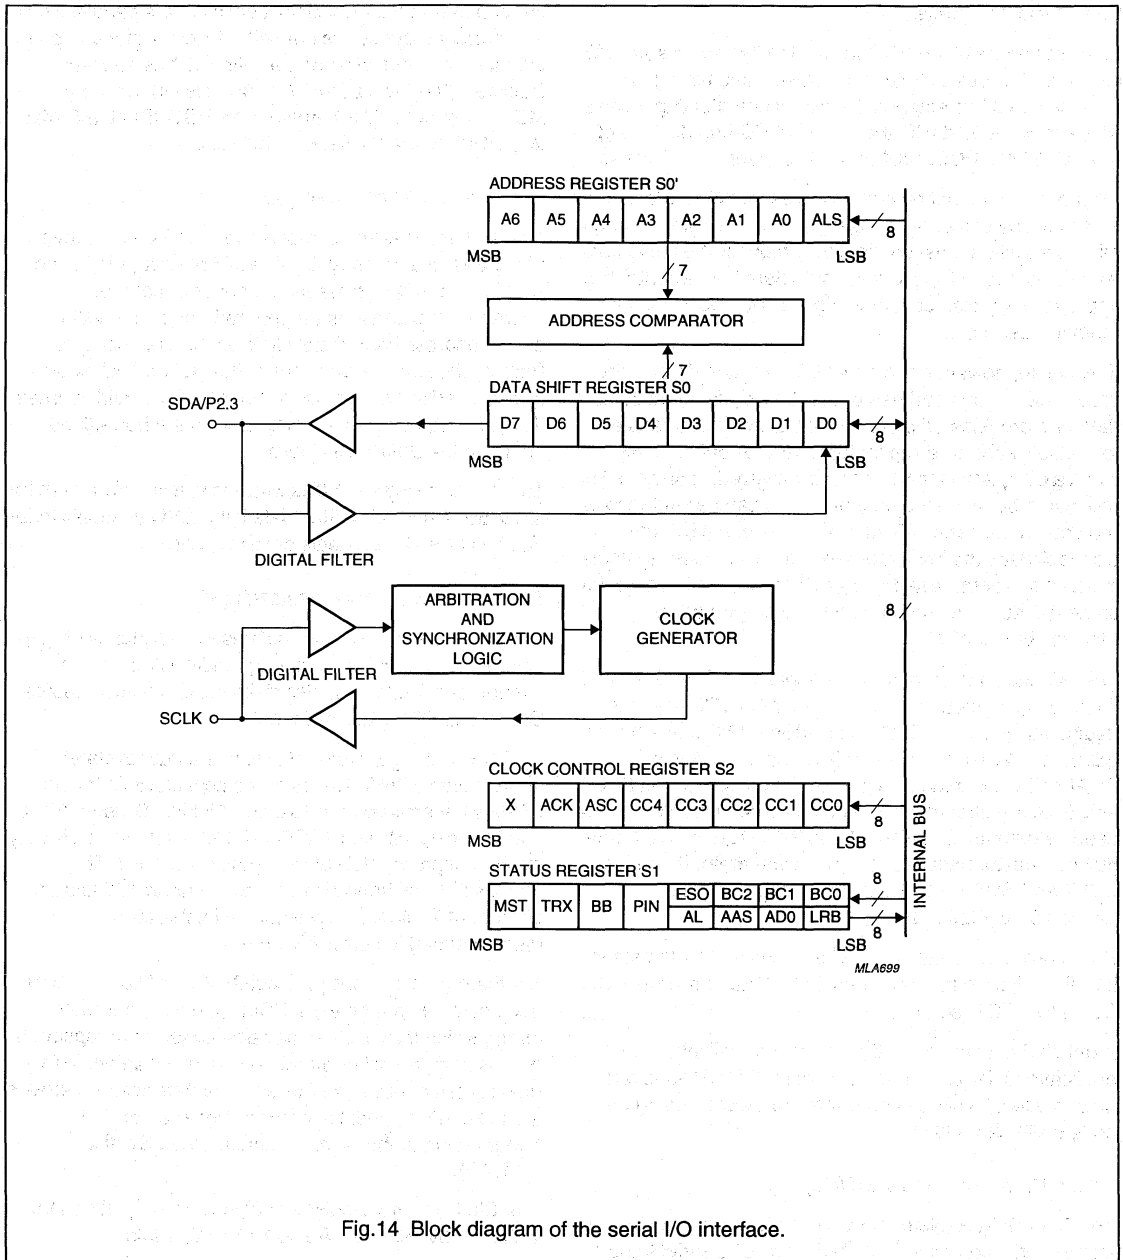 ADDRESS REGISTER S0'
A6 A5 A4 A3 A2 A1 A0 ALS
8
MSB LSB
7
ADDRESS COMPARATOR
7
DATA SHIFT REGISTER S0
SDA/P2.3
D7 D6 D5 D4 D3 D2 D1 D0
8
MSB LSB
DIGITAL FILTER
ARBITRATION
AND
SYNCHRONIZATION
LOGIC
CLOCK
GENERATOR
8
DIGITAL FILTER
SCLK
CLOCK CONTROL REGISTER S2
X ACK ASC CC4 CC3 CC2 CC1 CC0
8
MSB LSB
INTERNAL BUS
STATUS REGISTER S1
8
MST TRX BB PIN
ESO BC2 BC1 BC0
AL AAS AD0 LRB
8
MSB LSB
MLA699
Fig.14 Block diagram of the serial I/O interface.